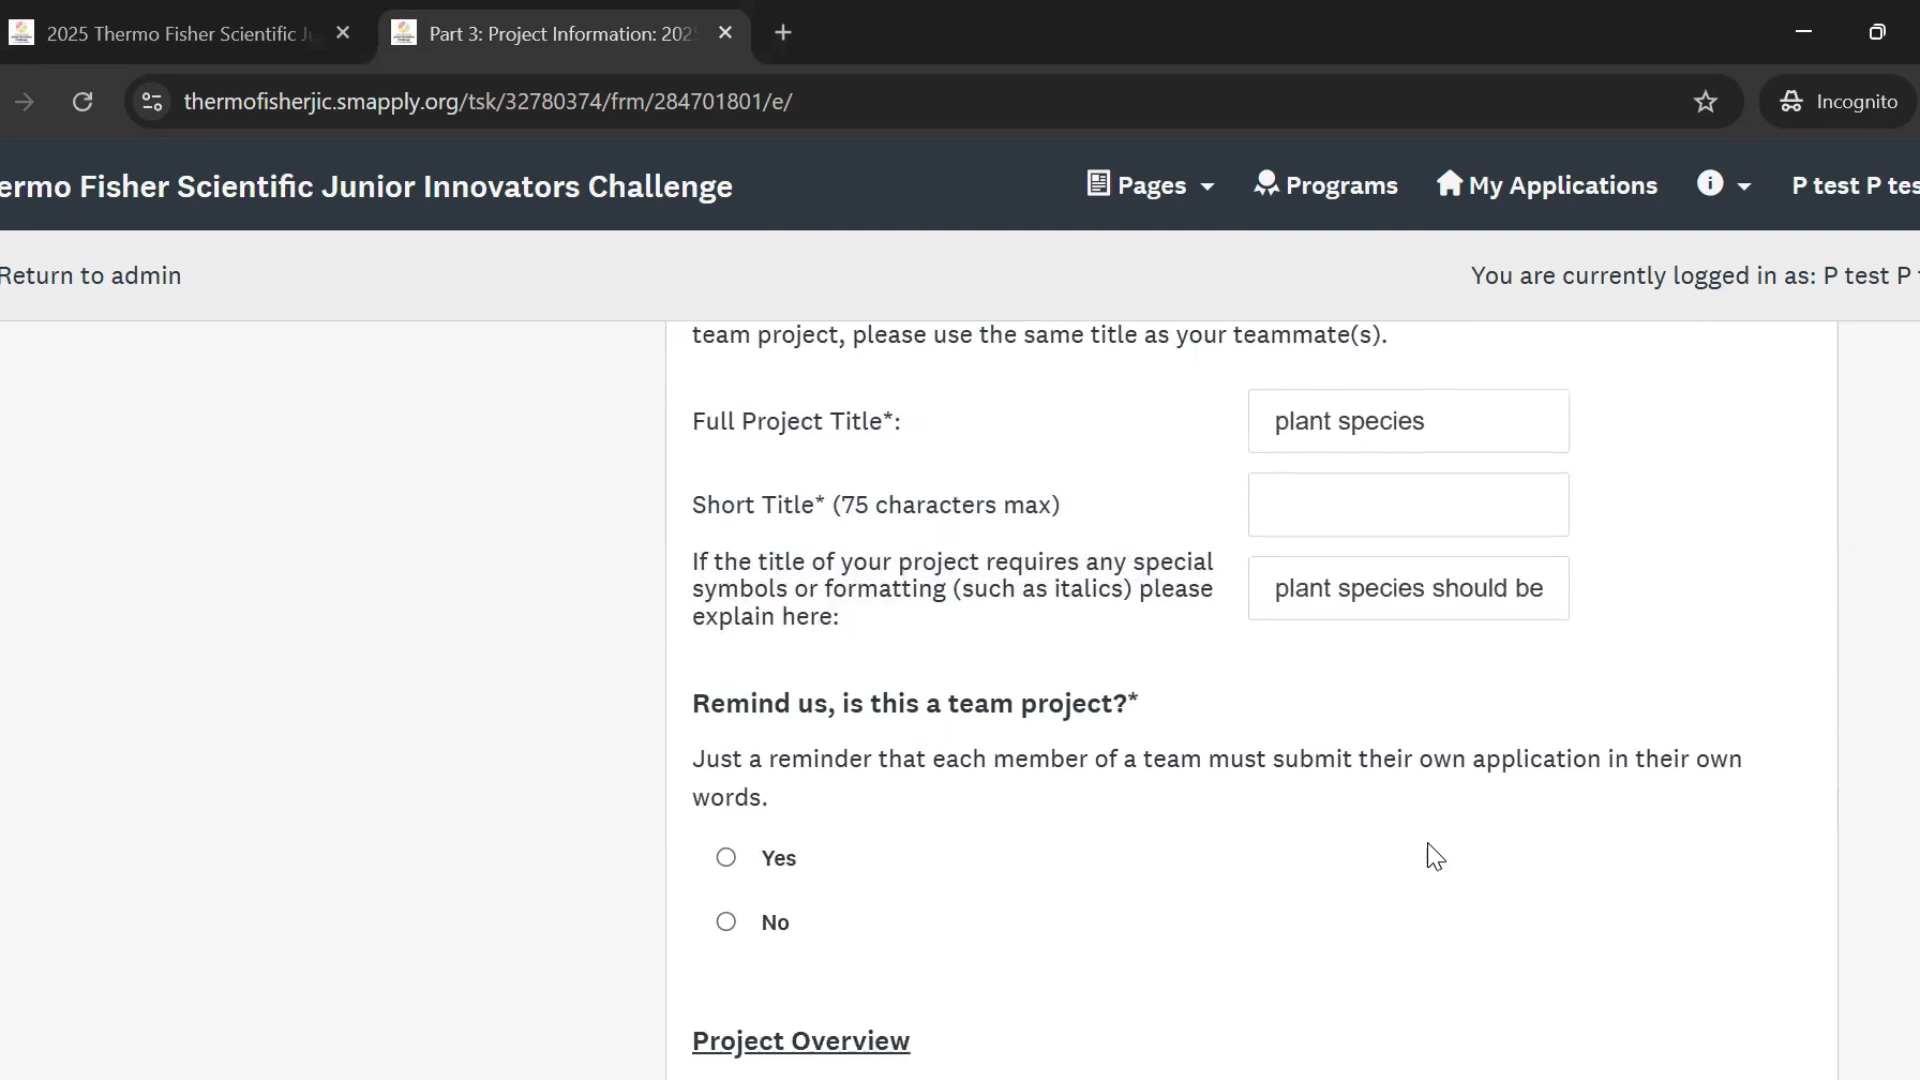 2025 Thermo Fisher Scientific
Part 3: Project Information: 202
thermofisherjic.smapply.org/tsk/32780374/frm/284701801/e/
Incognito
ermo Fisher Scientific Junior Innovators Challenge
Pages
Programs
My Applications
P test P tes
Return to admin
You are currently logged in as: P test P
team project, please use the same title as your teammate(s).
Full Project Title*:
plant species
Short Title* (75 characters max)
If the title of your project requires any special
symbols or formatting (such as italics) please
explain here:
plant species should be
Remind us, is this a team project?*
Just a reminder that each member of a team must submit their own application in their own
words.
Yes
No
Project Overview